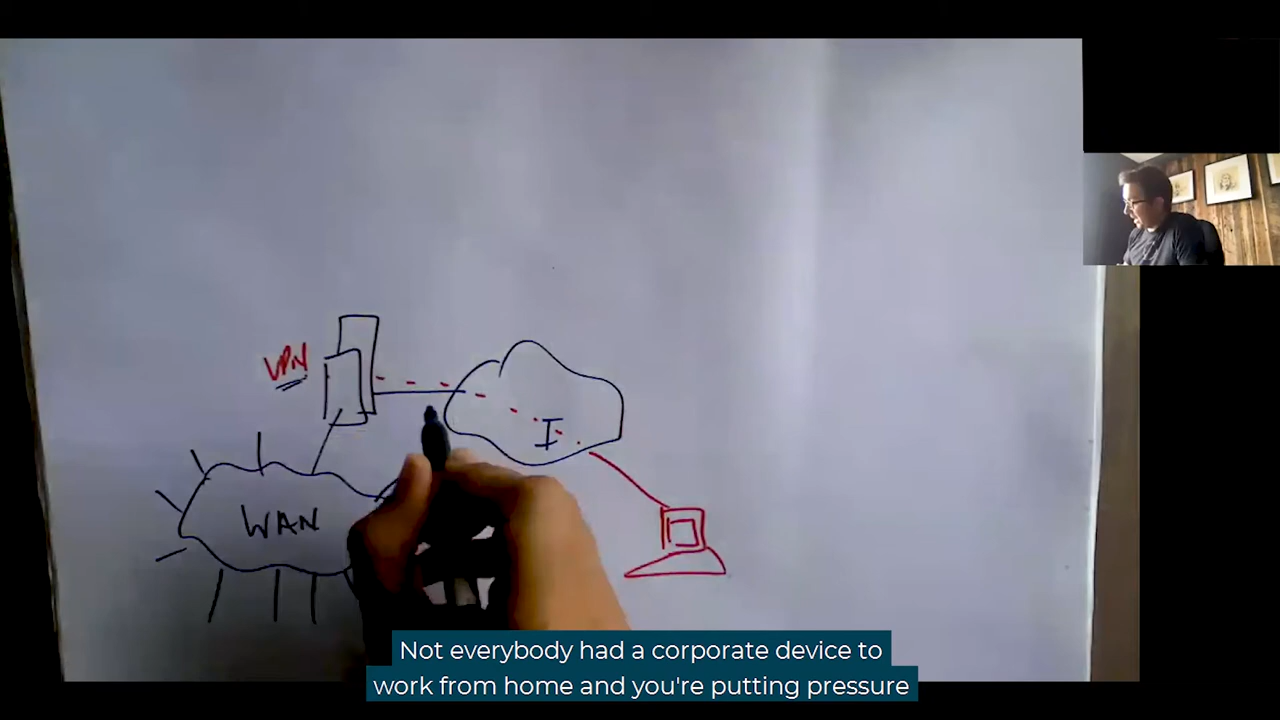 VPN
I
WAN
Not everybody had a corporate device to
work from home and you're putting pressure